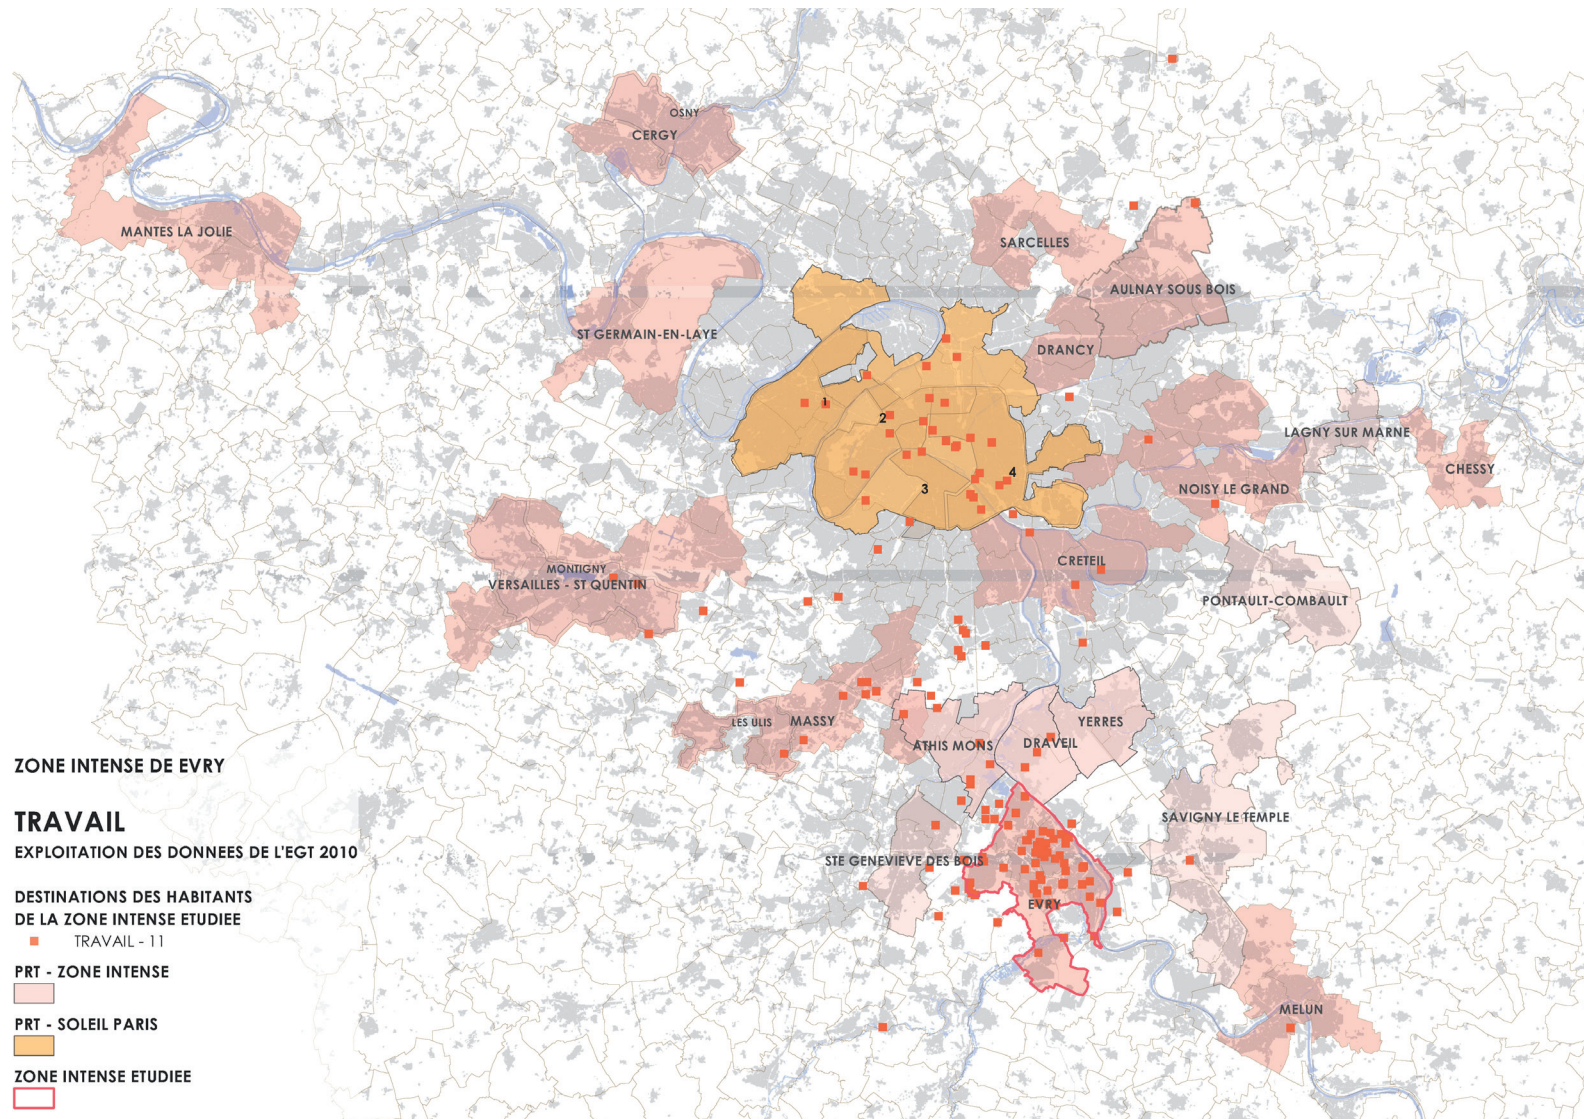 OSNY
CERGY
MANTES LA JOLIE
SARCELLES
AULNAY SOUS BOIS
ST GERMAIN-EN-LAYE
DRANCY
1
2
LAGNY SUR MARNE
CHESSY
4
3
NOISY LE GRAND
MONTIGNY
VERSAILLES - ST QUENTIN
CRETEIL
PONTAULT-COMBAULT
LES ULIS
MASSY
YERRES
ATHIS MONS
DRAVEIL
SAVIGNY LE TEMPLE
STE GENEVIEVE DES BOIS
EVRY
MELUN
ZONE INTENSE DE EVRY
TRAVAIL
EXPLOITATION DES DONNEES DE L'EGT 2010
DESTINATIONS DES HABITANTS
DE LA ZONE INTENSE ETUDIEE
TRAVAIL - 11
PRT - ZONE INTENSE
PRT - SOLEIL PARIS
ZONE INTENSE ETUDIEE